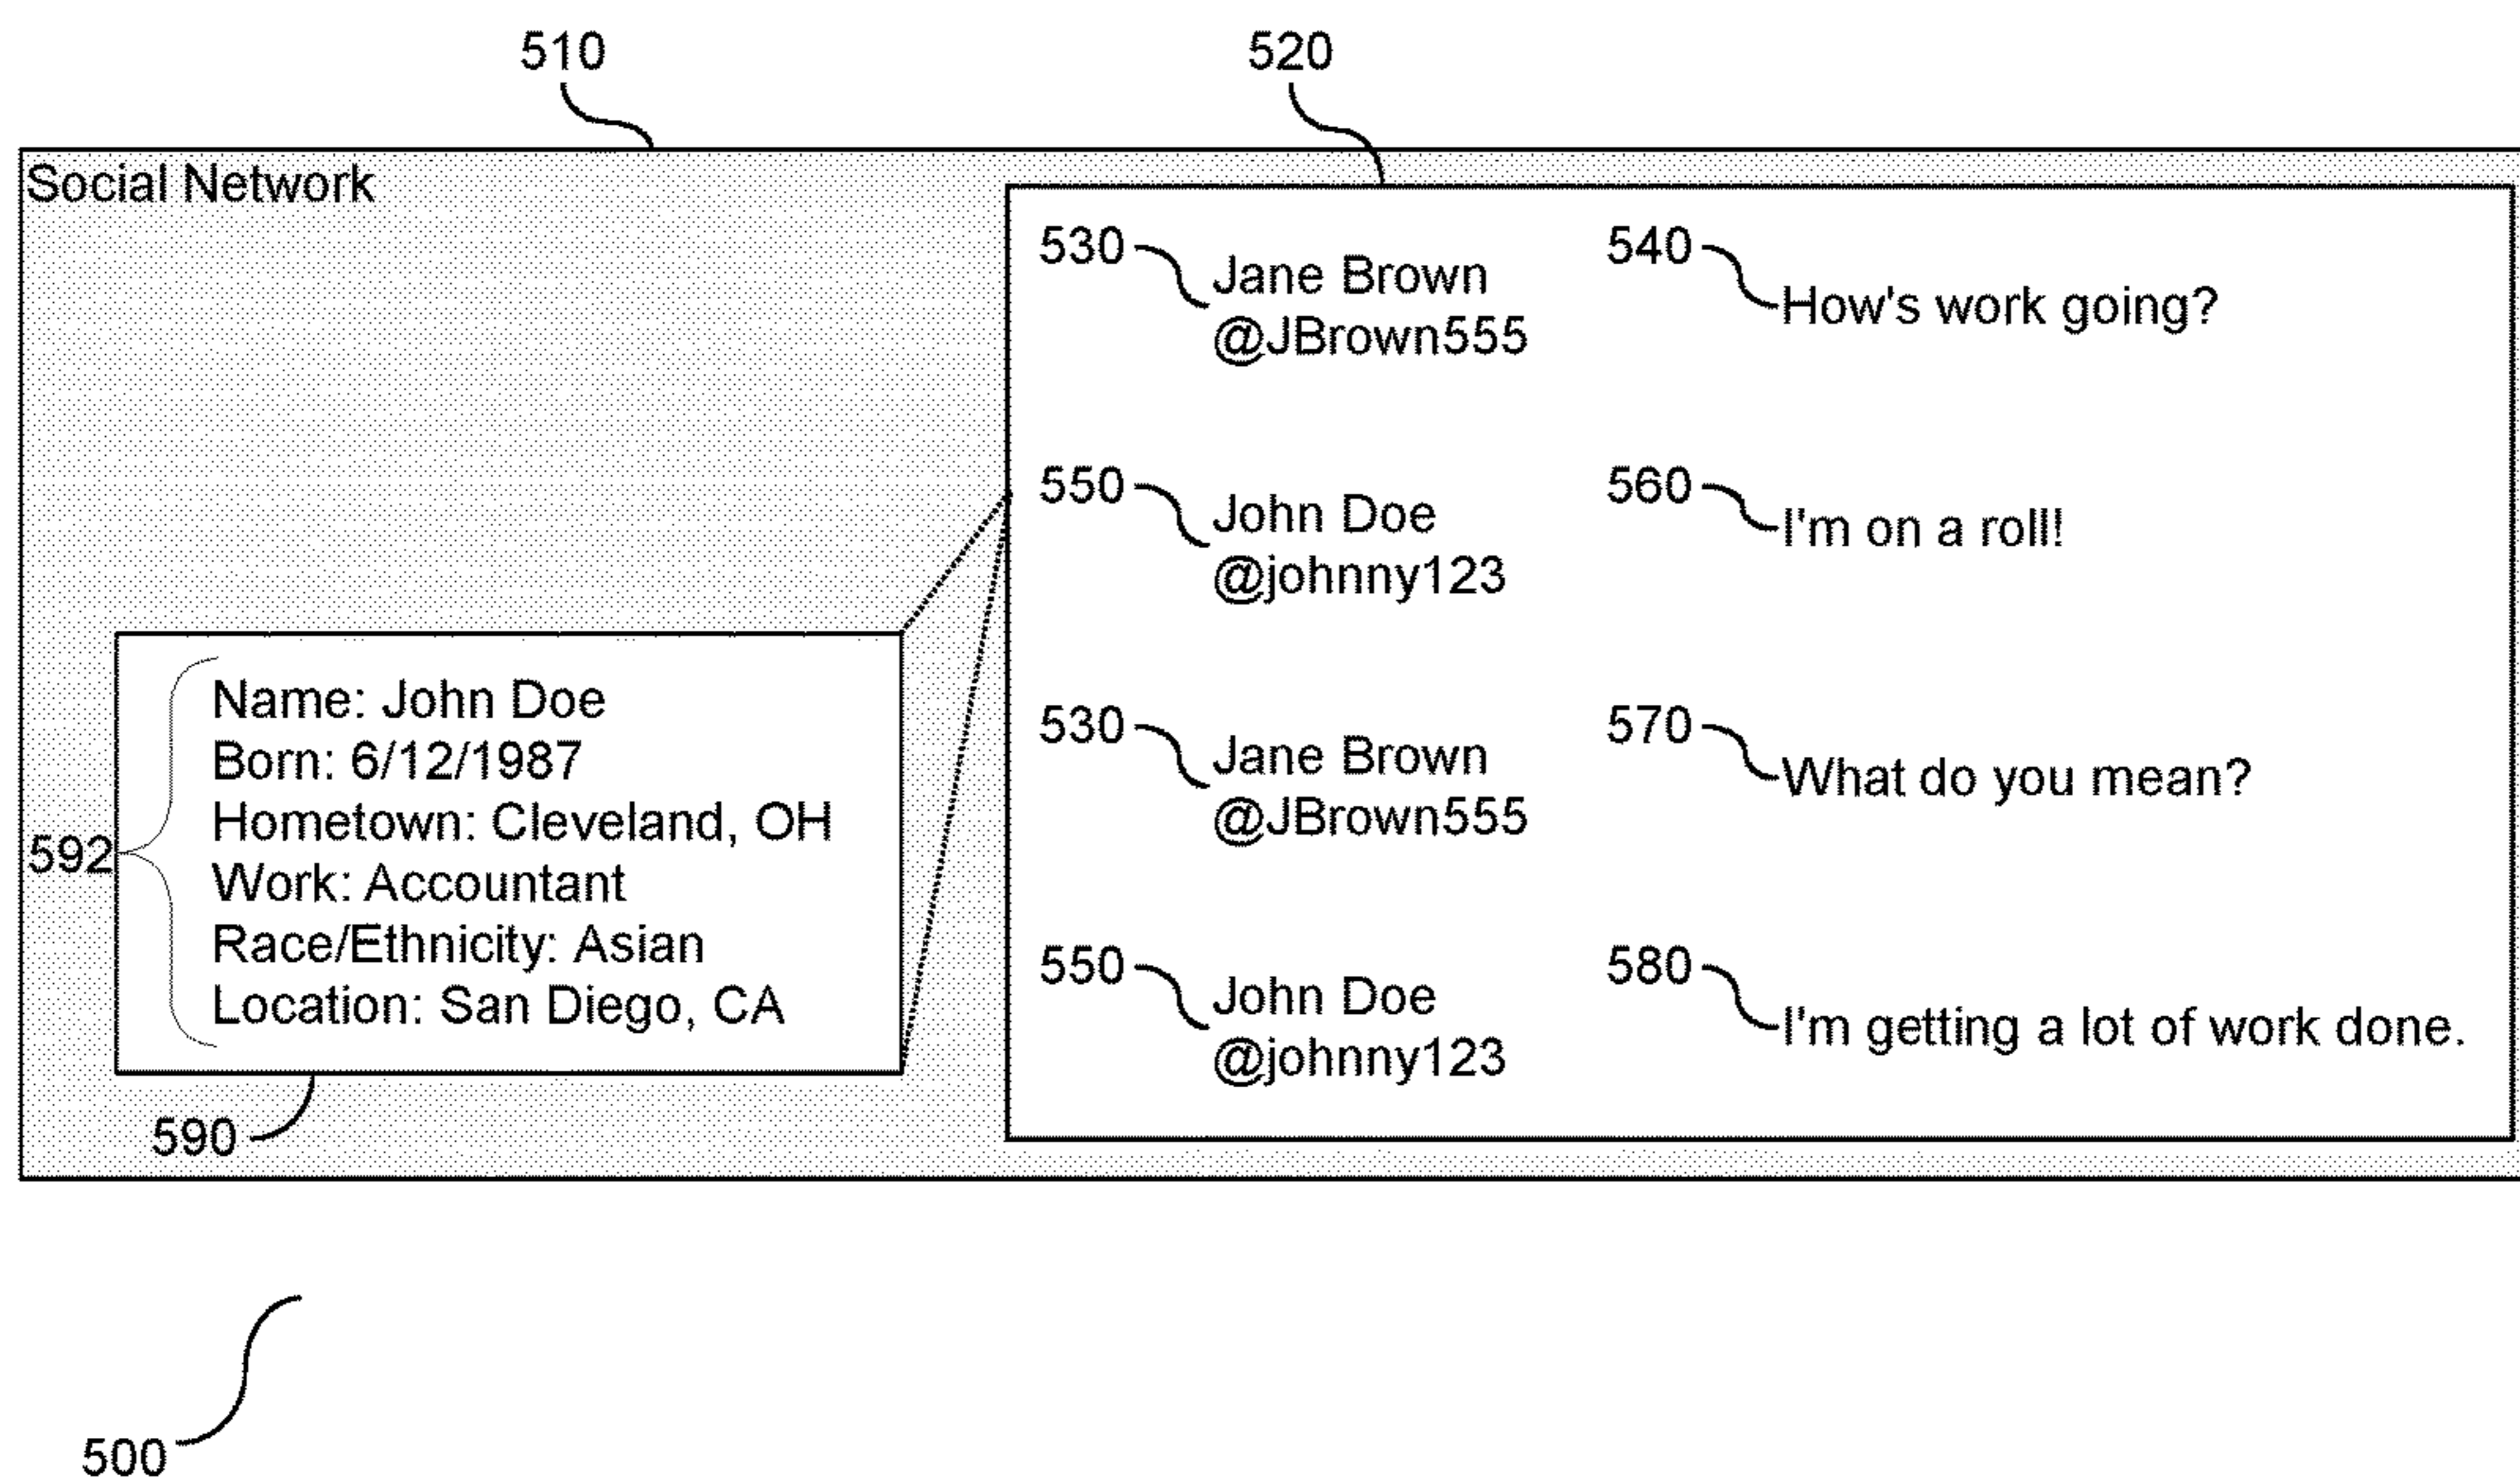 510
520
Social Network
530
Jane Brown
@JBrown555
540
How's work going?
550
John Doe
@johnny123
560
I'm on a roll!
530
Jane Brown
@JBrown555
570
What do you mean?
550
John Doe
@johnny123
580
I'm getting a lot of work done.
592
Name: John Doe
Born: 6/12/1987
Hometown: Cleveland, OH
Work: Accountant
Race/Ethnicity: Asian
Location: San Diego, CA
590
500